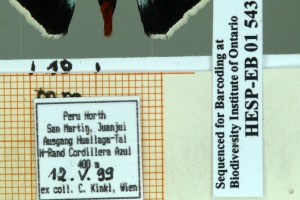 Peru North
San Martin, Juanjui
Ausgang Huallaga-Tal
W-Rand Cordillera Azul
400 m
12. V. 99
ex coll. C. Kinkl, Wien
Sequenced for Barcoding at
Biodiversity Institute of Ontario
HESP-EB 01 543